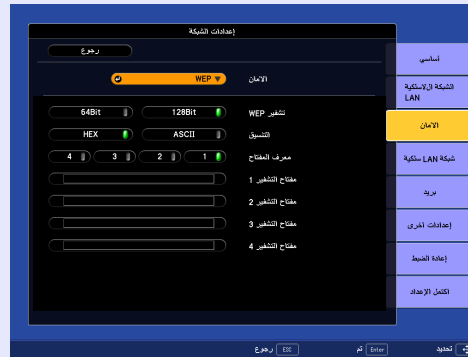 إعدادات الشبكة
رجوع
أساسي
الشبكة اللاسلكية LAN
الأمان
شبكة LAN سلكية
بريد
إعدادات أخرى
إعادة الضبط
اكتمل الإعداد
الأمان WEP
تشفير WEP 128Bit 64Bit
التنسيق ASCII HEX
معرف المفتاح 1 2 3 4
مفتاح التشفير 1
مفتاح التشفير 2
مفتاح التشفير 3
مفتاح التشفير 4
تحديد Enter تم ESC رجوع